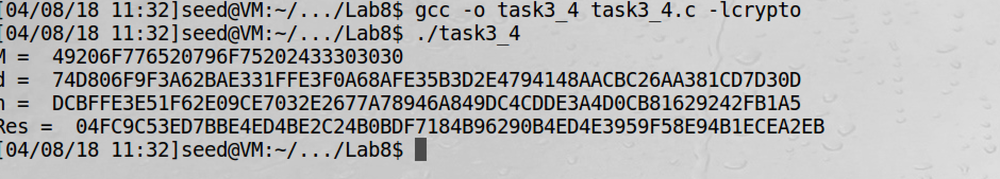 [04/08/18 11:32]seed@VM:~/.../Lab8$ gcc -o task3_4 task3_4.c -lcrypto
[04/08/18 11:32]seed@VM:~/.../Lab8$ ./task3_4
M =  49206F776520796F75202433303030
d =  74D806F9F3A62BAE331FFE3F0A68AFE35B3D2E4794148AACBC26AA381CD7D30D
n =  DCBFFE3E51F62E09CE7032E2677A78946A849DC4CDDE3A4D0CB81629242FB1A5
Res =  04FC9C53ED7BBE4ED4BE2C24B0BDF7184B96290B4ED4E3959F58E94B1ECEA2EB
[04/08/18 11:32]seed@VM:~/.../Lab8$